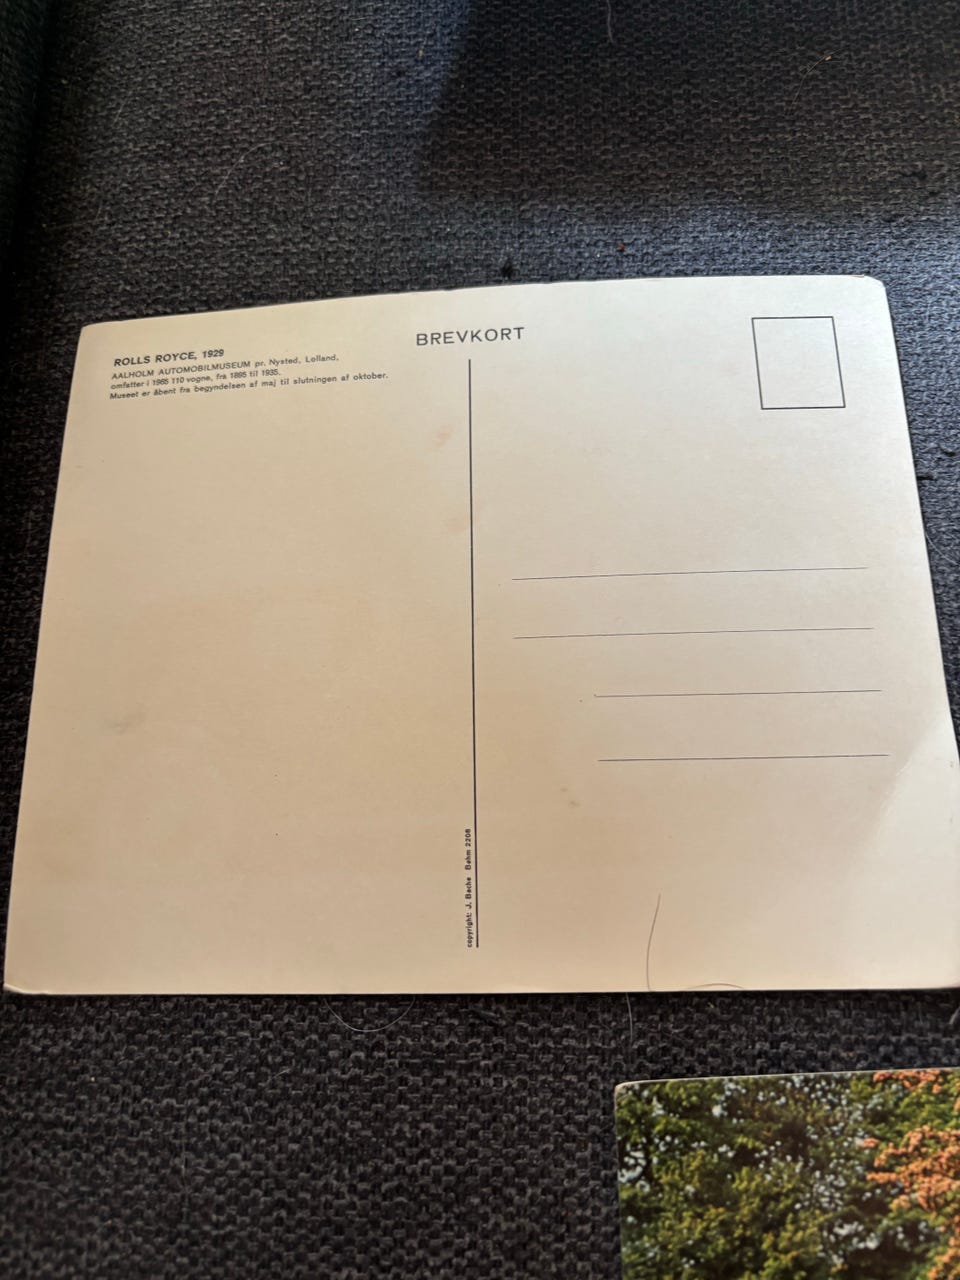 ROLLS ROYCE, 1929
AALHOLM AUTOMOBILMUSEUM pr. Nysted, Lolland,
omfatter i 1965 110 vogne, fra 1895 til 1935.
Museet er åbent fra begyndelsen af maj til slutningen af oktober.
BREVKORT
copyright: J. Bache Behm 2208